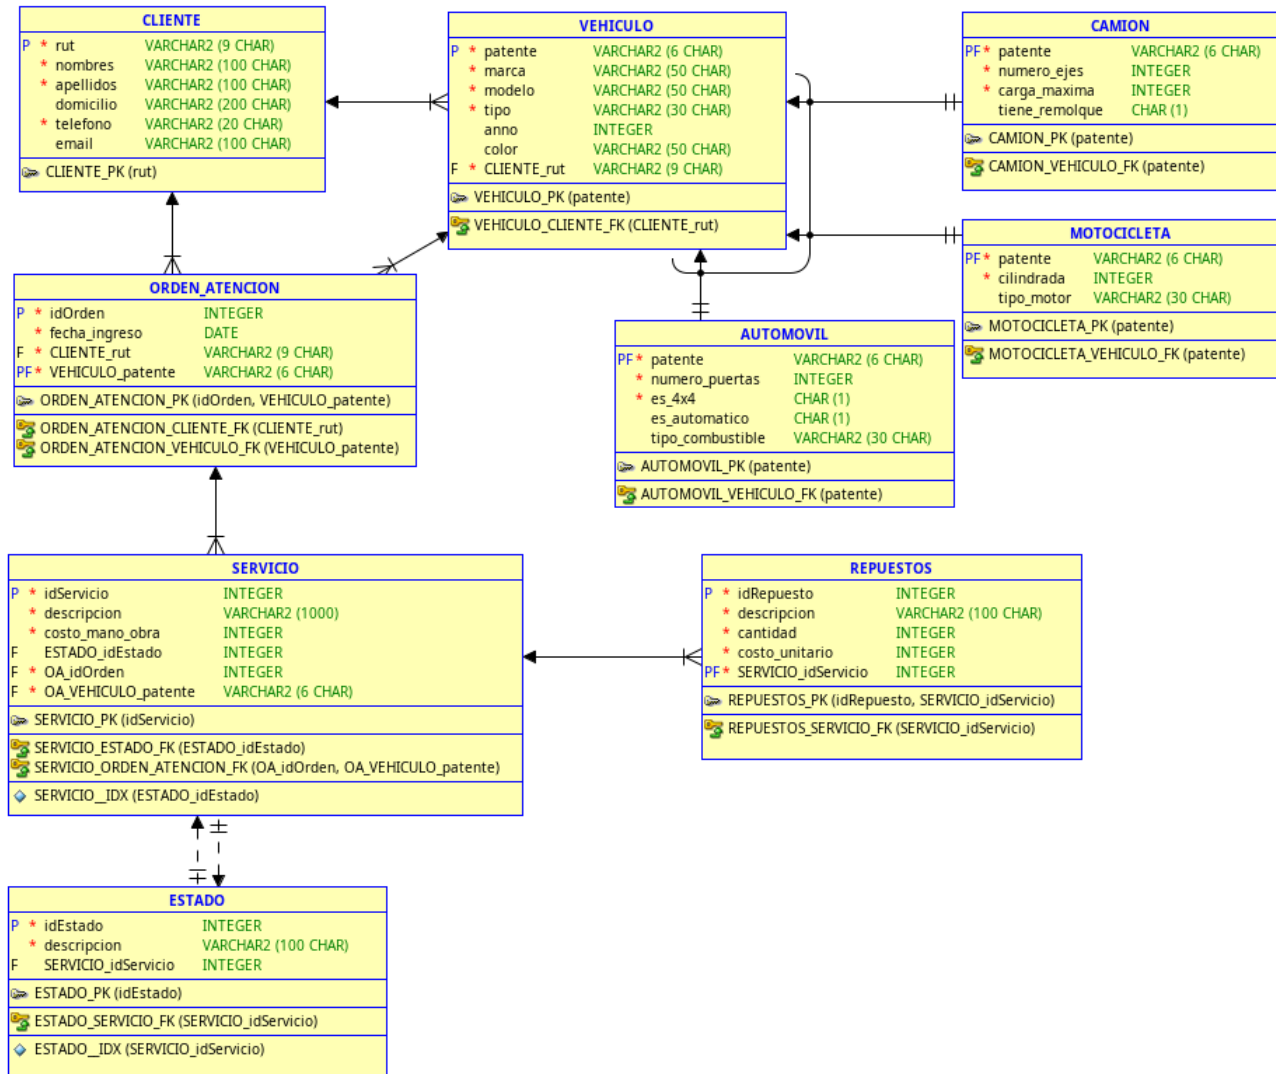 CLIENTE
P * rut VARCHAR2 (9 CHAR)
* nombres VARCHAR2 (100 CHAR)
* apellidos VARCHAR2 (100 CHAR)
domicilio VARCHAR2 (200 CHAR)
* telefono VARCHAR2 (20 CHAR)
email VARCHAR2 (100 CHAR)
CLIENTE_PK (rut)
VEHICULO
P * patente VARCHAR2 (6 CHAR)
* marca VARCHAR2 (50 CHAR)
* modelo VARCHAR2 (50 CHAR)
* tipo VARCHAR2 (30 CHAR)
anno INTEGER
color VARCHAR2 (50 CHAR)
F * CLIENTE_rut VARCHAR2 (9 CHAR)
VEHICULO_PK (patente)
VEHICULO_CLIENTE_FK (CLIENTE_rut)
CAMION
PF* patente VARCHAR2 (6 CHAR)
* numero_ejes INTEGER
* carga_maxima INTEGER
tiene_remolque CHAR (1)
CAMION_PK (patente)
CAMION_VEHICULO_FK (patente)
MOTOCICLETA
PF* patente VARCHAR2 (6 CHAR)
* cilindrada INTEGER
tipo_motor VARCHAR2 (30 CHAR)
MOTOCICLETA_PK (patente)
MOTOCICLETA_VEHICULO_FK (patente)
ORDEN_ATENCION
P * idOrden INTEGER
* fecha_ingreso DATE
F * CLIENTE_rut VARCHAR2 (9 CHAR)
PF* VEHICULO_patente VARCHAR2 (6 CHAR)
ORDEN_ATENCION_PK (idOrden, VEHICULO_patente)
ORDEN_ATENCION_CLIENTE_FK (CLIENTE_rut)
ORDEN_ATENCION_VEHICULO_FK (VEHICULO_patente)
AUTOMOVIL
PF* patente VARCHAR2 (6 CHAR)
* numero_puertas INTEGER
* es_4x4 CHAR (1)
es_automatico CHAR (1)
tipo_combustible VARCHAR2 (30 CHAR)
AUTOMOVIL_PK (patente)
AUTOMOVIL_VEHICULO_FK (patente)
SERVICIO
P * idServicio INTEGER
* descripcion VARCHAR2 (1000)
* costo_mano_obra INTEGER
F ESTADO_idEstado INTEGER
F * OA_idOrden INTEGER
F * OA_VEHICULO_patente VARCHAR2 (6 CHAR)
SERVICIO_PK (idServicio)
SERVICIO_ESTADO_FK (ESTADO_idEstado)
SERVICIO_ORDEN_ATENCION_FK (OA_idOrden, OA_VEHICULO_patente)
SERVICIO__IDX (ESTADO_idEstado)
REPUESTOS
P * idRepuesto INTEGER
* descripcion VARCHAR2 (100 CHAR)
* cantidad INTEGER
* costo_unitario INTEGER
PF* SERVICIO_idServicio INTEGER
REPUESTOS_PK (idRepuesto, SERVICIO_idServicio)
REPUESTOS_SERVICIO_FK (SERVICIO_idServicio)
ESTADO
P * idEstado INTEGER
* descripcion VARCHAR2 (100 CHAR)
F SERVICIO_idServicio INTEGER
ESTADO_PK (idEstado)
ESTADO_SERVICIO_FK (SERVICIO_idServicio)
ESTADO__IDX (SERVICIO_idServicio)